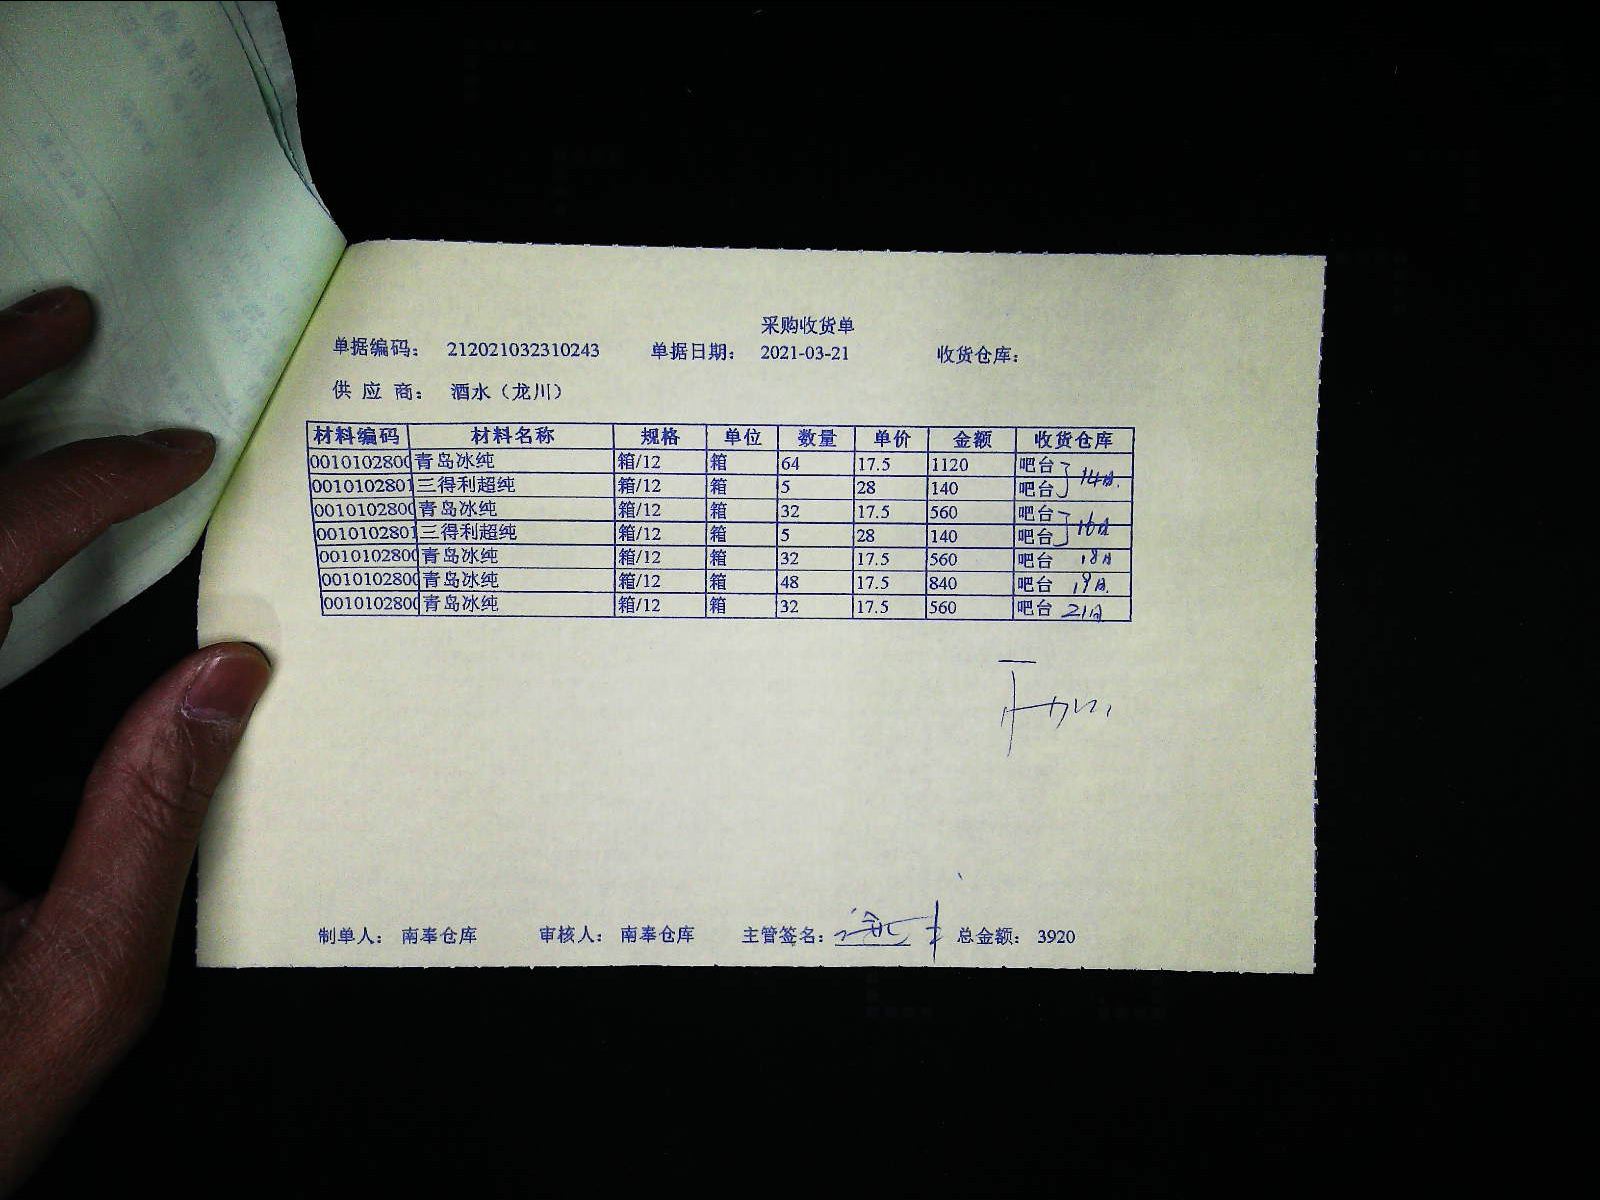 采购收货单
单据编码： 212021032310243 单据日期： 2021-03-21 收货仓库：
供 应 商： 酒水（龙川）
材料编码 材料名称 规格 单位 数量 单价 金额 收货仓库
0010102800 青岛冰纯 箱/12 箱 64 17.5 1120 吧台
0010102801 三得利超纯 箱/12 箱 5 28 140 吧台 14日.
0010102800 青岛冰纯 箱/12 箱 32 17.5 560 吧台
0010102801 三得利超纯 箱/12 箱 5 28 140 吧台 16日
0010102800 青岛冰纯 箱/12 箱 32 17.5 560 吧台 18日
0010102800 青岛冰纯 箱/12 箱 48 17.5 840 吧台 19日.
0010102800 青岛冰纯 箱/12 箱 32 17.5 560 吧台 21日
制单人： 南奉仓库 审核人： 南奉仓库 主管签名： 总金额： 3920